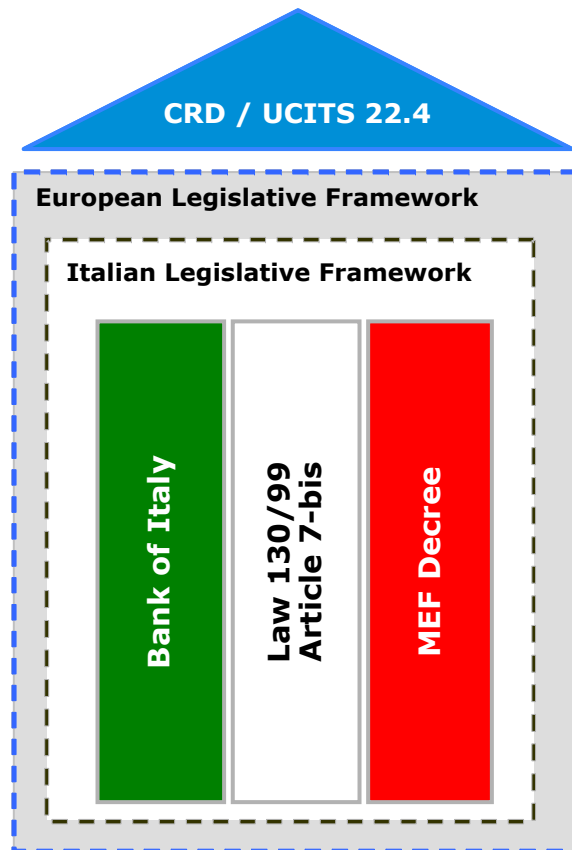 CRD / UCITS 22.4
European Legislative Framework
Italian Legislative Framework
Bank of Italy
Law 130/99
Article 7-bis
MEF Decree